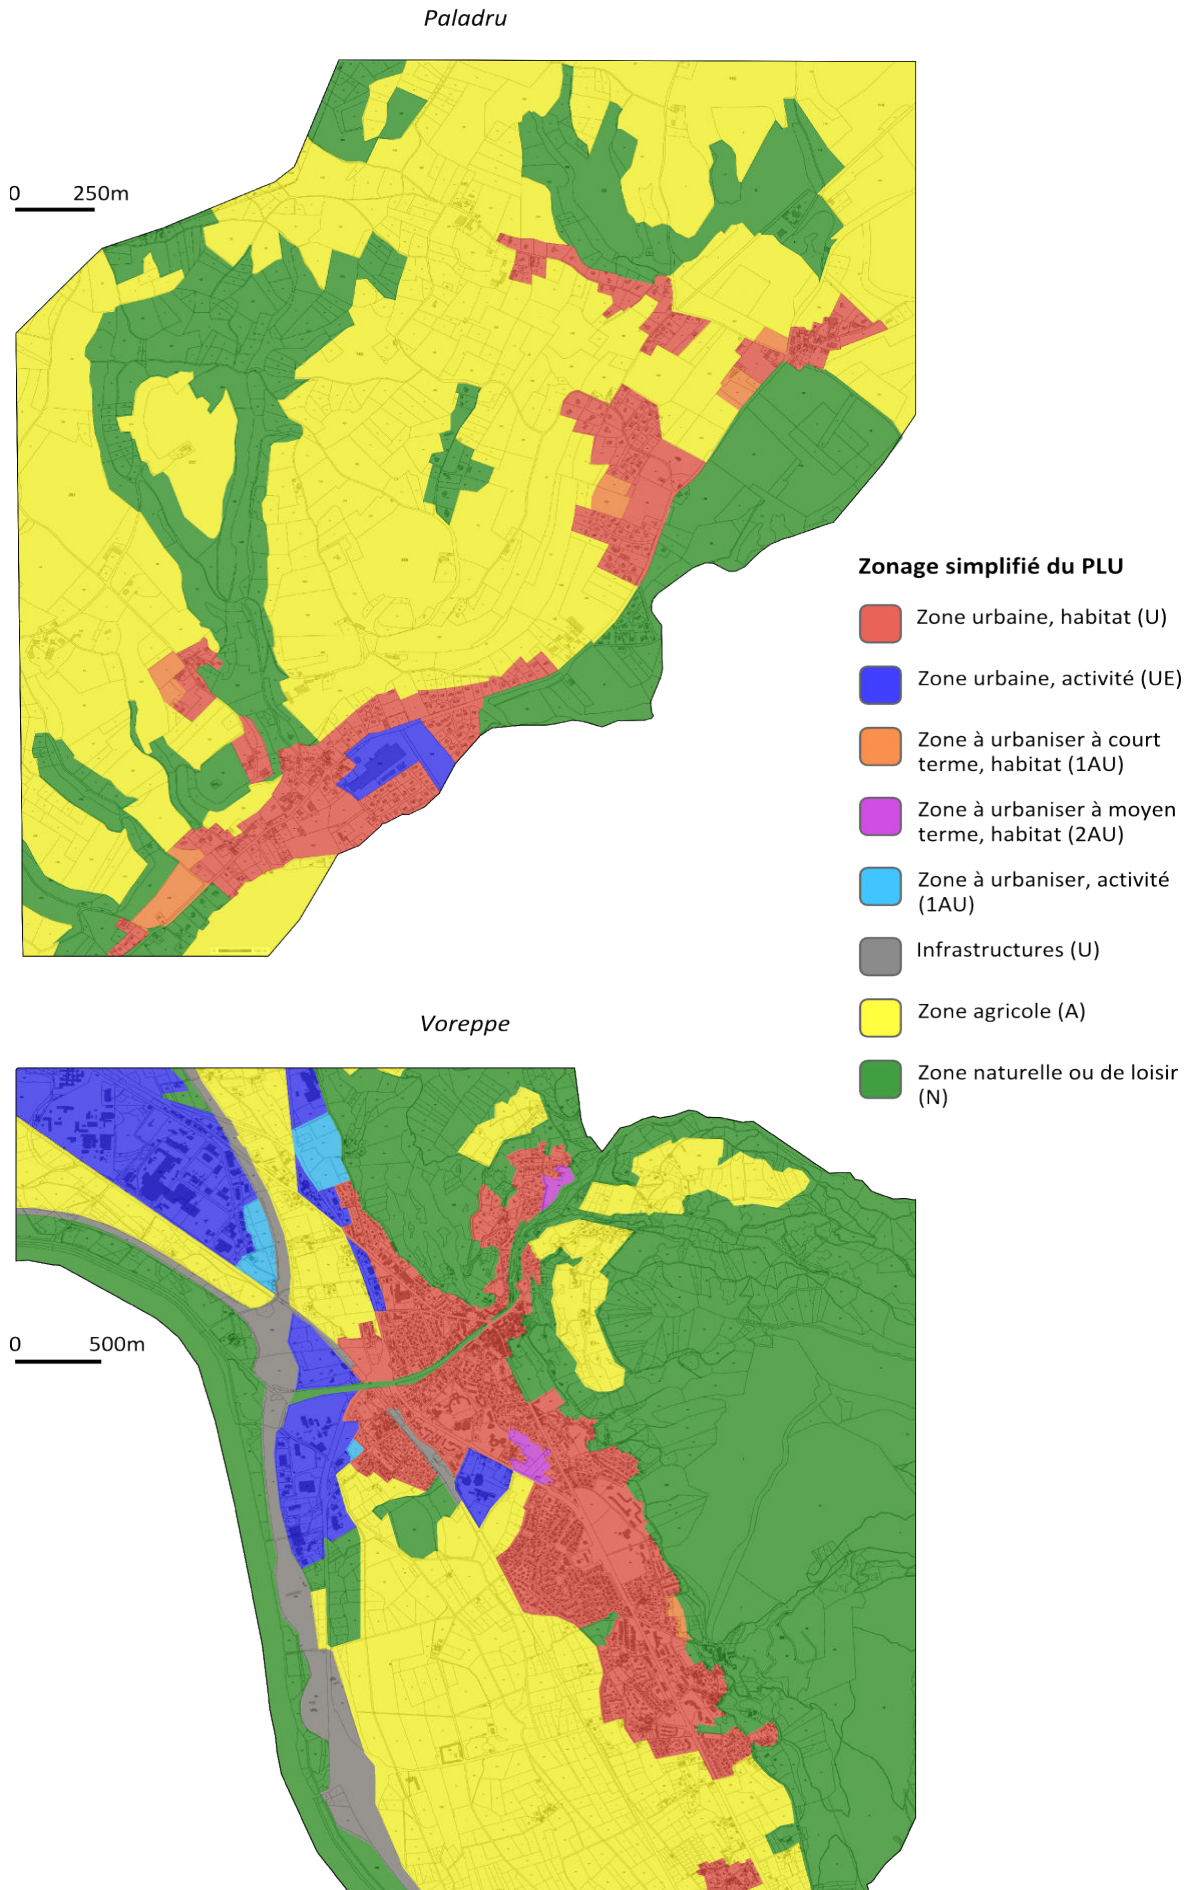 Paladru
0 250m
Zonage simplifié du PLU
Zone urbaine, habitat (U)
Zone urbaine, activité (UE)
Zone à urbaniser à court
terme, habitat (1AU)
Zone à urbaniser à moyen
terme, habitat (2AU)
Zone à urbaniser, activité
(1AU)
Infrastructures (U)
Zone agricole (A)
Zone naturelle ou de loisir
(N)
Voreppe
0 500m